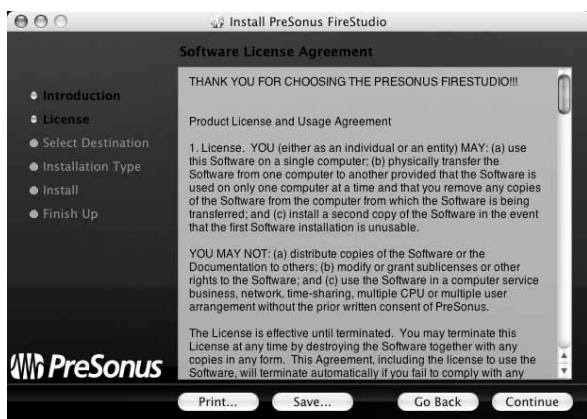 Install PreSonus FireStudio
Software License Agreement
Introduction
License
Select Destination
Installation Type
Install
Finish Up
THANK YOU FOR CHOOSING THE PRESONUS FIRESTUDIO!!!
Product License and Usage Agreement
1. License. YOU (either as an individual or an entity) MAY: (a) use
this Software on a single computer; (b) physically transfer the
Software from one computer to another provided that the Software is
used on only one computer at a time and that you remove any copies
of the Software from the computer from which the Software is being
transferred; and (c) install a second copy of the Software in the event
that the first Software installation is unusable.
YOU MAY NOT: (a) distribute copies of the Software or the
Documentation to others; (b) modify or grant sublicenses or other
rights to the Software; and (c) use the Software in a computer service
business, network, time-sharing, multiple CPU or multiple user
arrangement without the prior written consent of PreSonus.
The License is effective until terminated. You may terminate this
License at any time by destroying the Software together with any
copies in any form. This Agreement, including the license to use the
Software, will terminate automatically if you fail to comply with any
PreSonus
Print...
Save...
Go Back
Continue